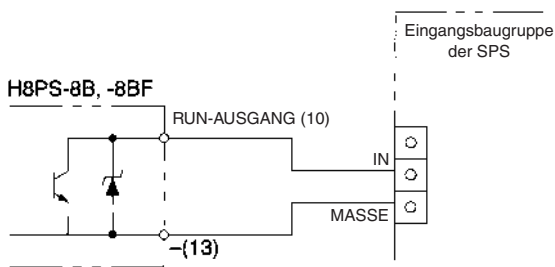 Eingangsbaugruppe
der SPS
H8PS-8B, -8BF
RUN-AUSGANG (10)
IN
MASSE
–(13)